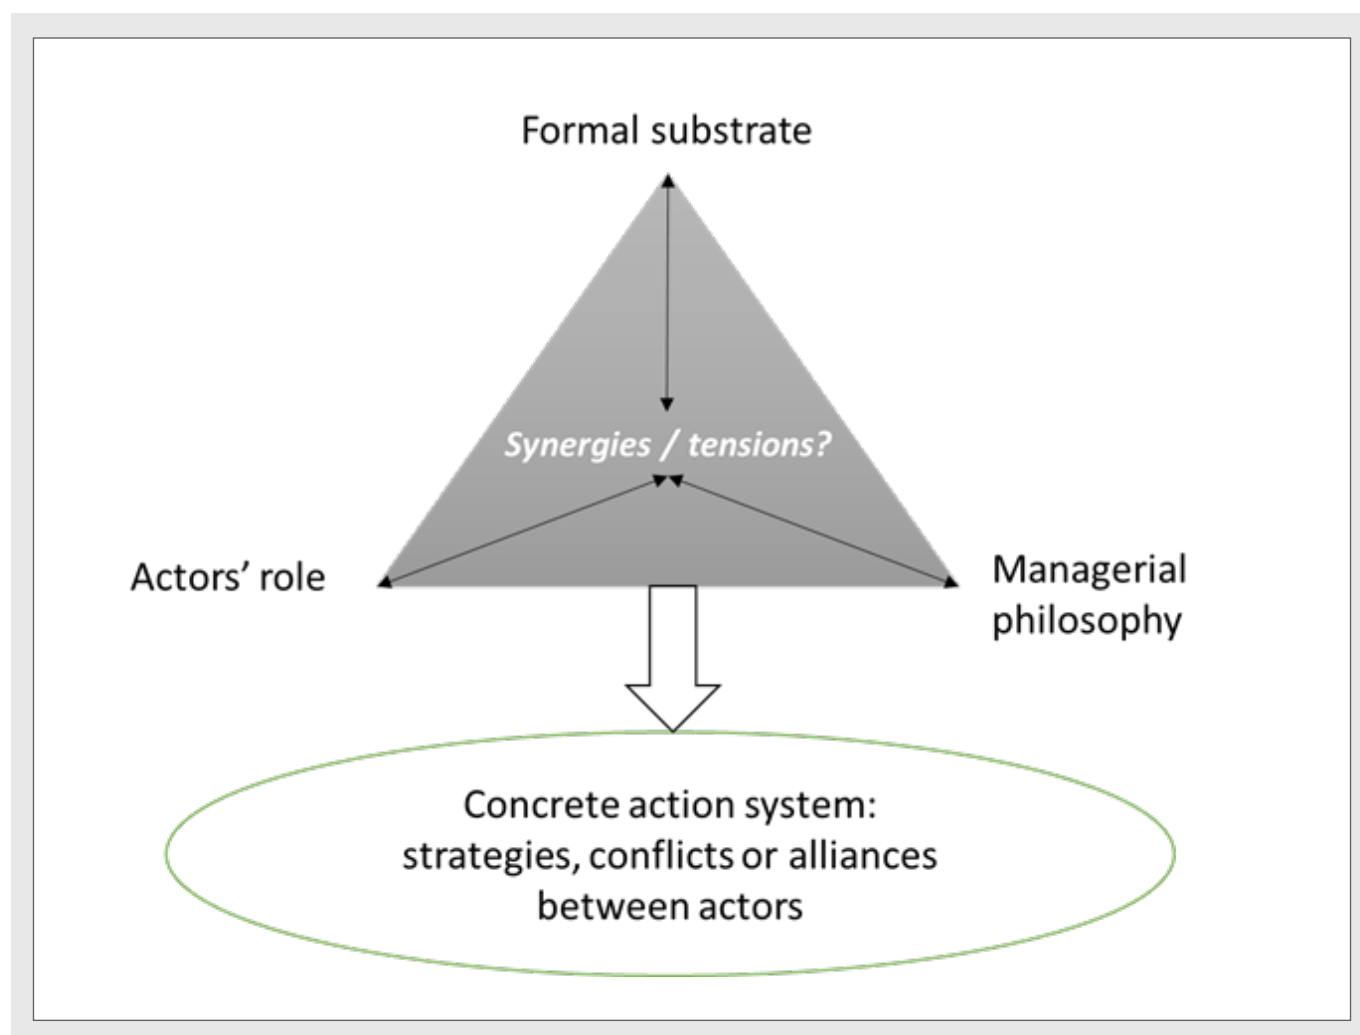 Formal substrate
Synergies / tensions?
Actors’ role
Managerial
philosophy
Concrete action system:
strategies, conflicts or alliances
between actors